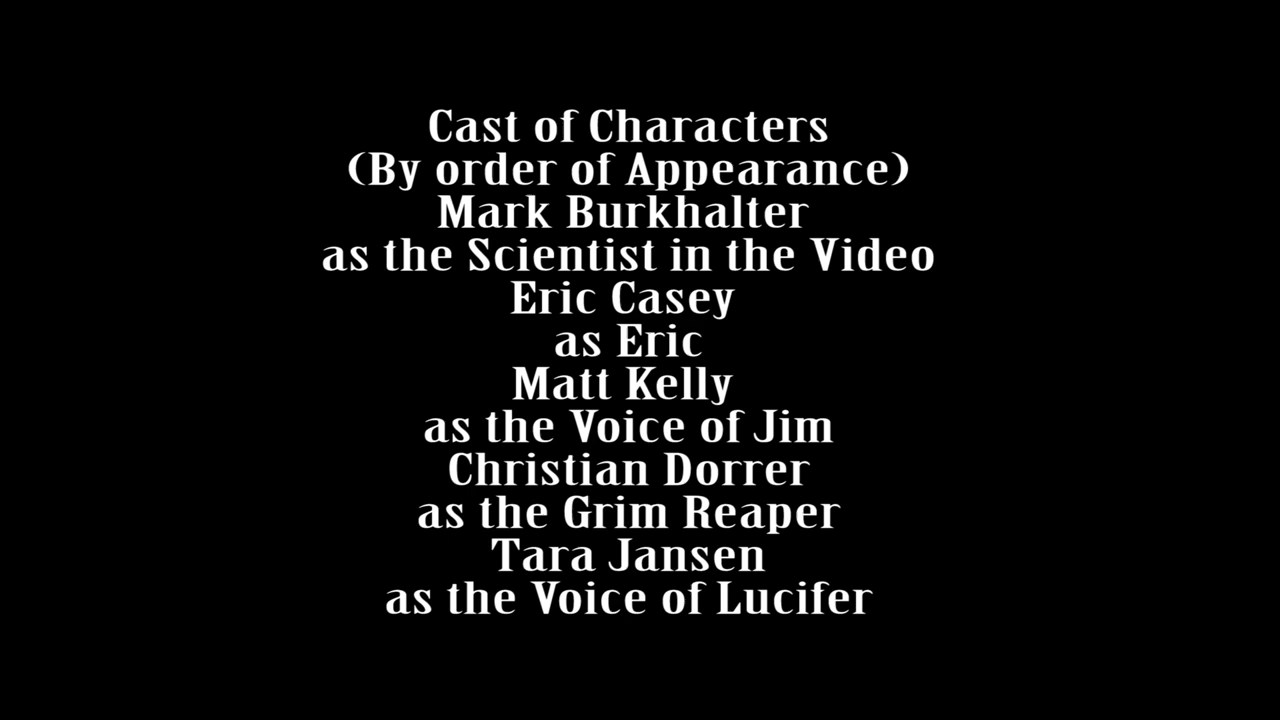 Cast of Characters
(By order of Appearance)
Mark Burkhalter
as the Scientist in the Video
Eric Casey
as Eric
Matt Kelly
as the Voice of Jim
Christian Dorrer
as the Grim Reaper
Tara Jansen
as the Voice of Lucifer